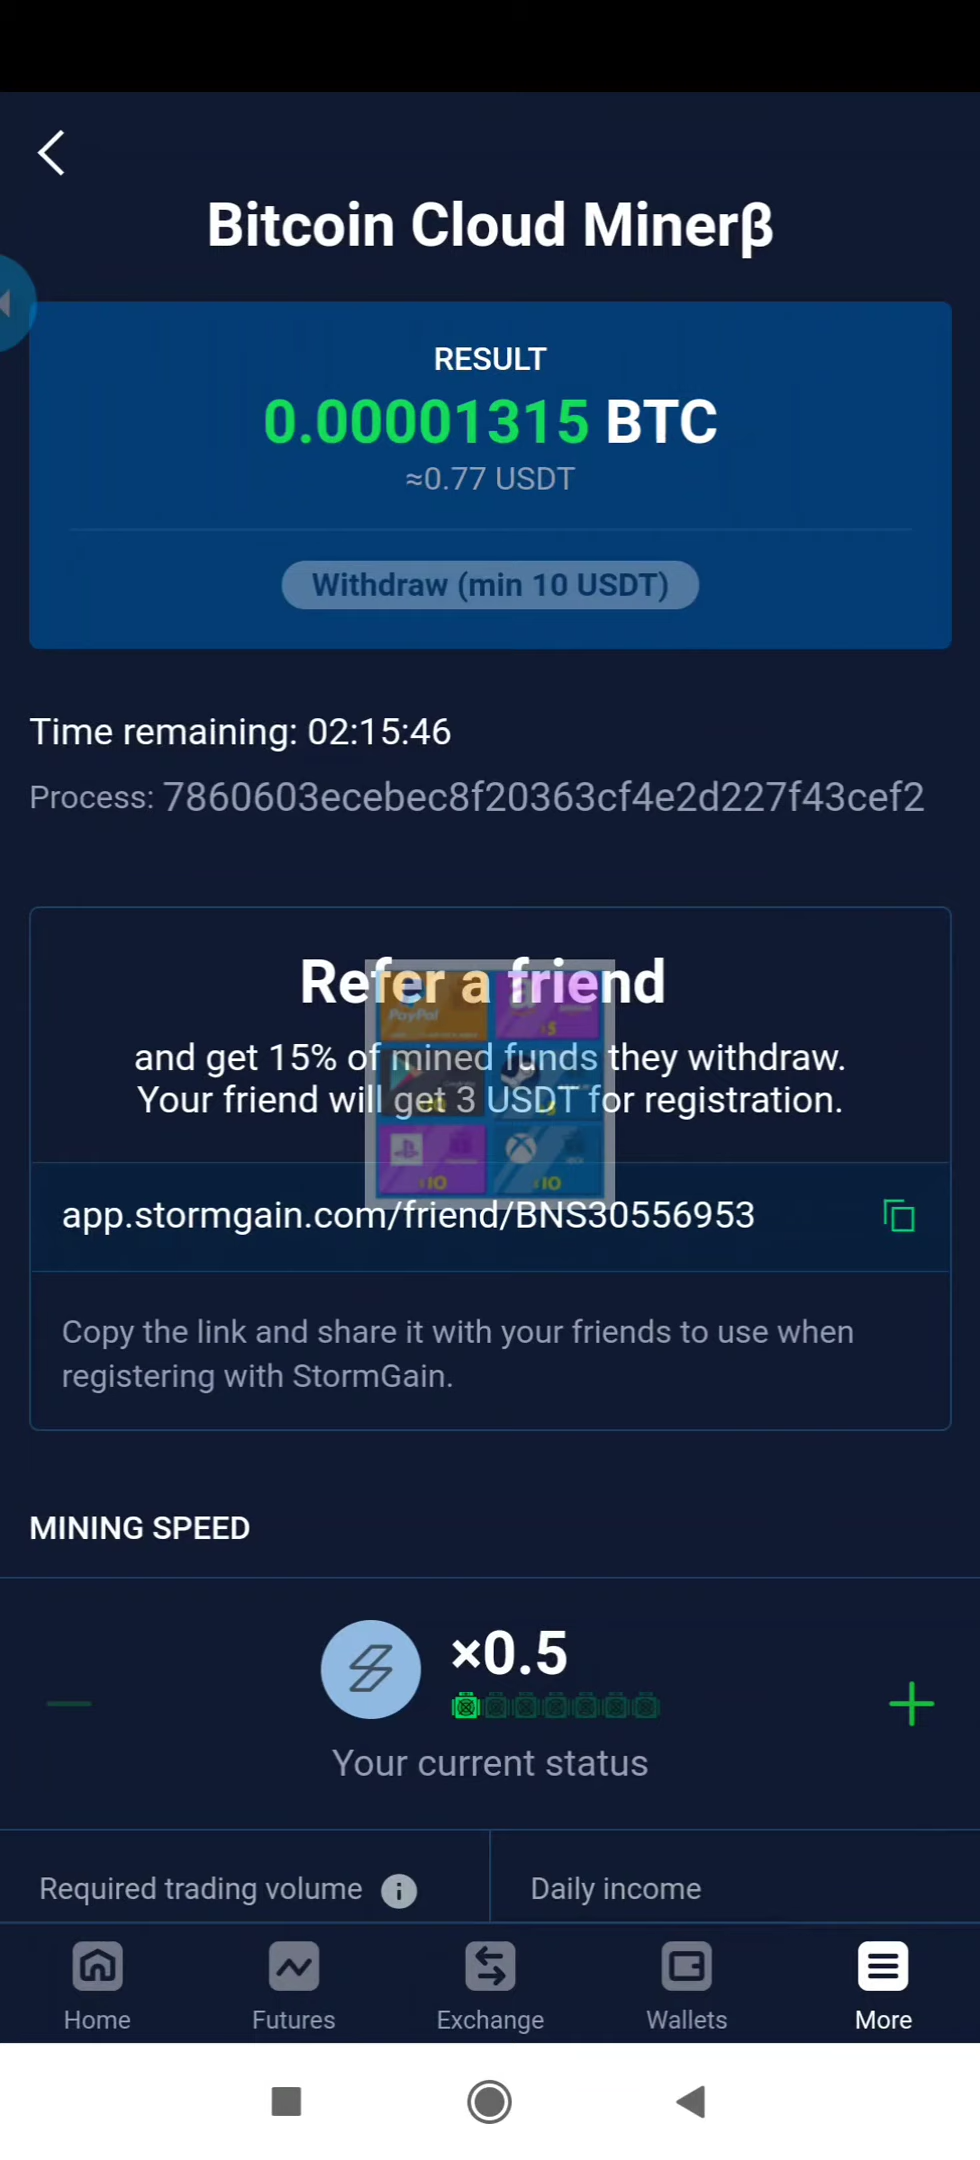 Bitcoin Cloud Minerβ
RESULT
0.00001315 BTC
≈0.77 USDT
Withdraw (min 10 USDT)
Time remaining: 02:15:46
Process: 7860603ecebec8f20363cf4e2d227f43cef2
Refer a friend
and get 15% of mined funds they withdraw.
Your friend will get 3 USDT for registration.
PayPal
$5
$10
$10
app.stormgain.com/friend/BNS30556953
Copy the link and share it with your friends to use when
registering with StormGain.
MINING SPEED
×0.5
Your current status
Required trading volume
Daily income
Home
Futures
Exchange
Wallets
More